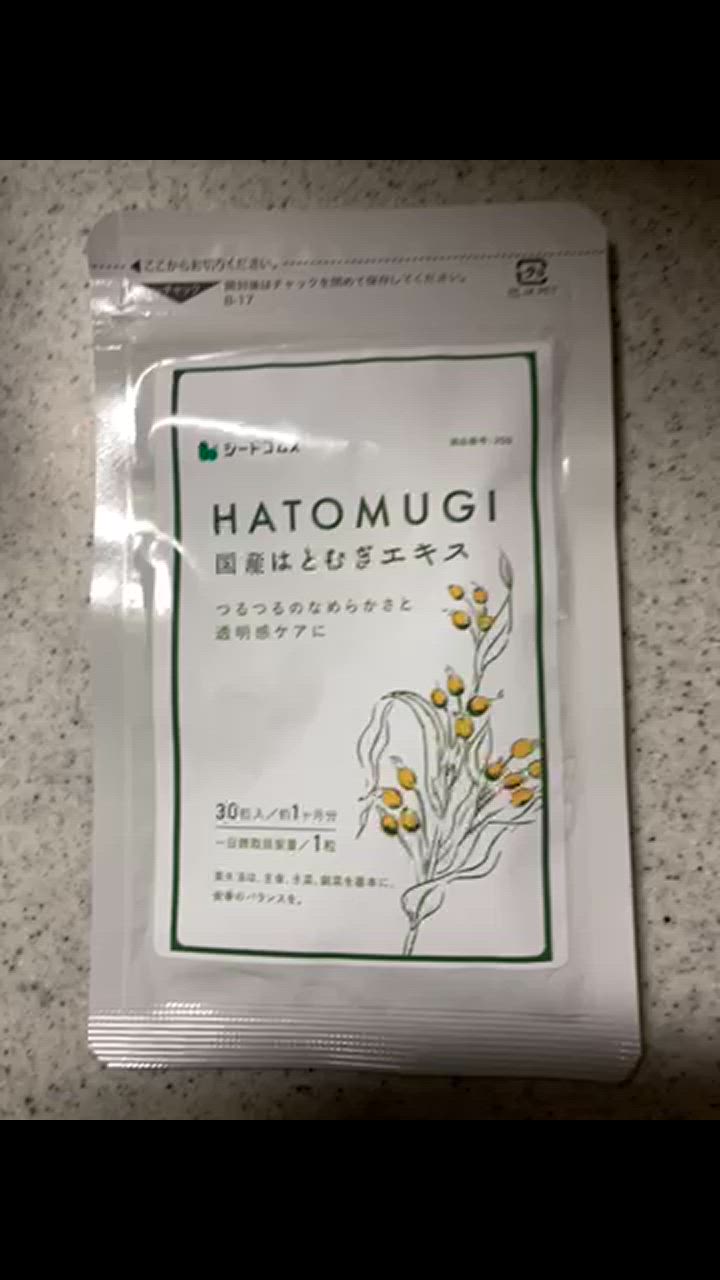 ここからお切りください。
チャック
開封後はチャックを閉めて保存してください。
B-17
シードコムス
HATOMUGI
国産はとむぎエキス
つるつるのなめらかさと
透明感ケアに
30粒入/約1ヶ月分
一日摂取目安量/1粒
食生活は、主食、主菜、副菜を基本に、
食事のバランスを。